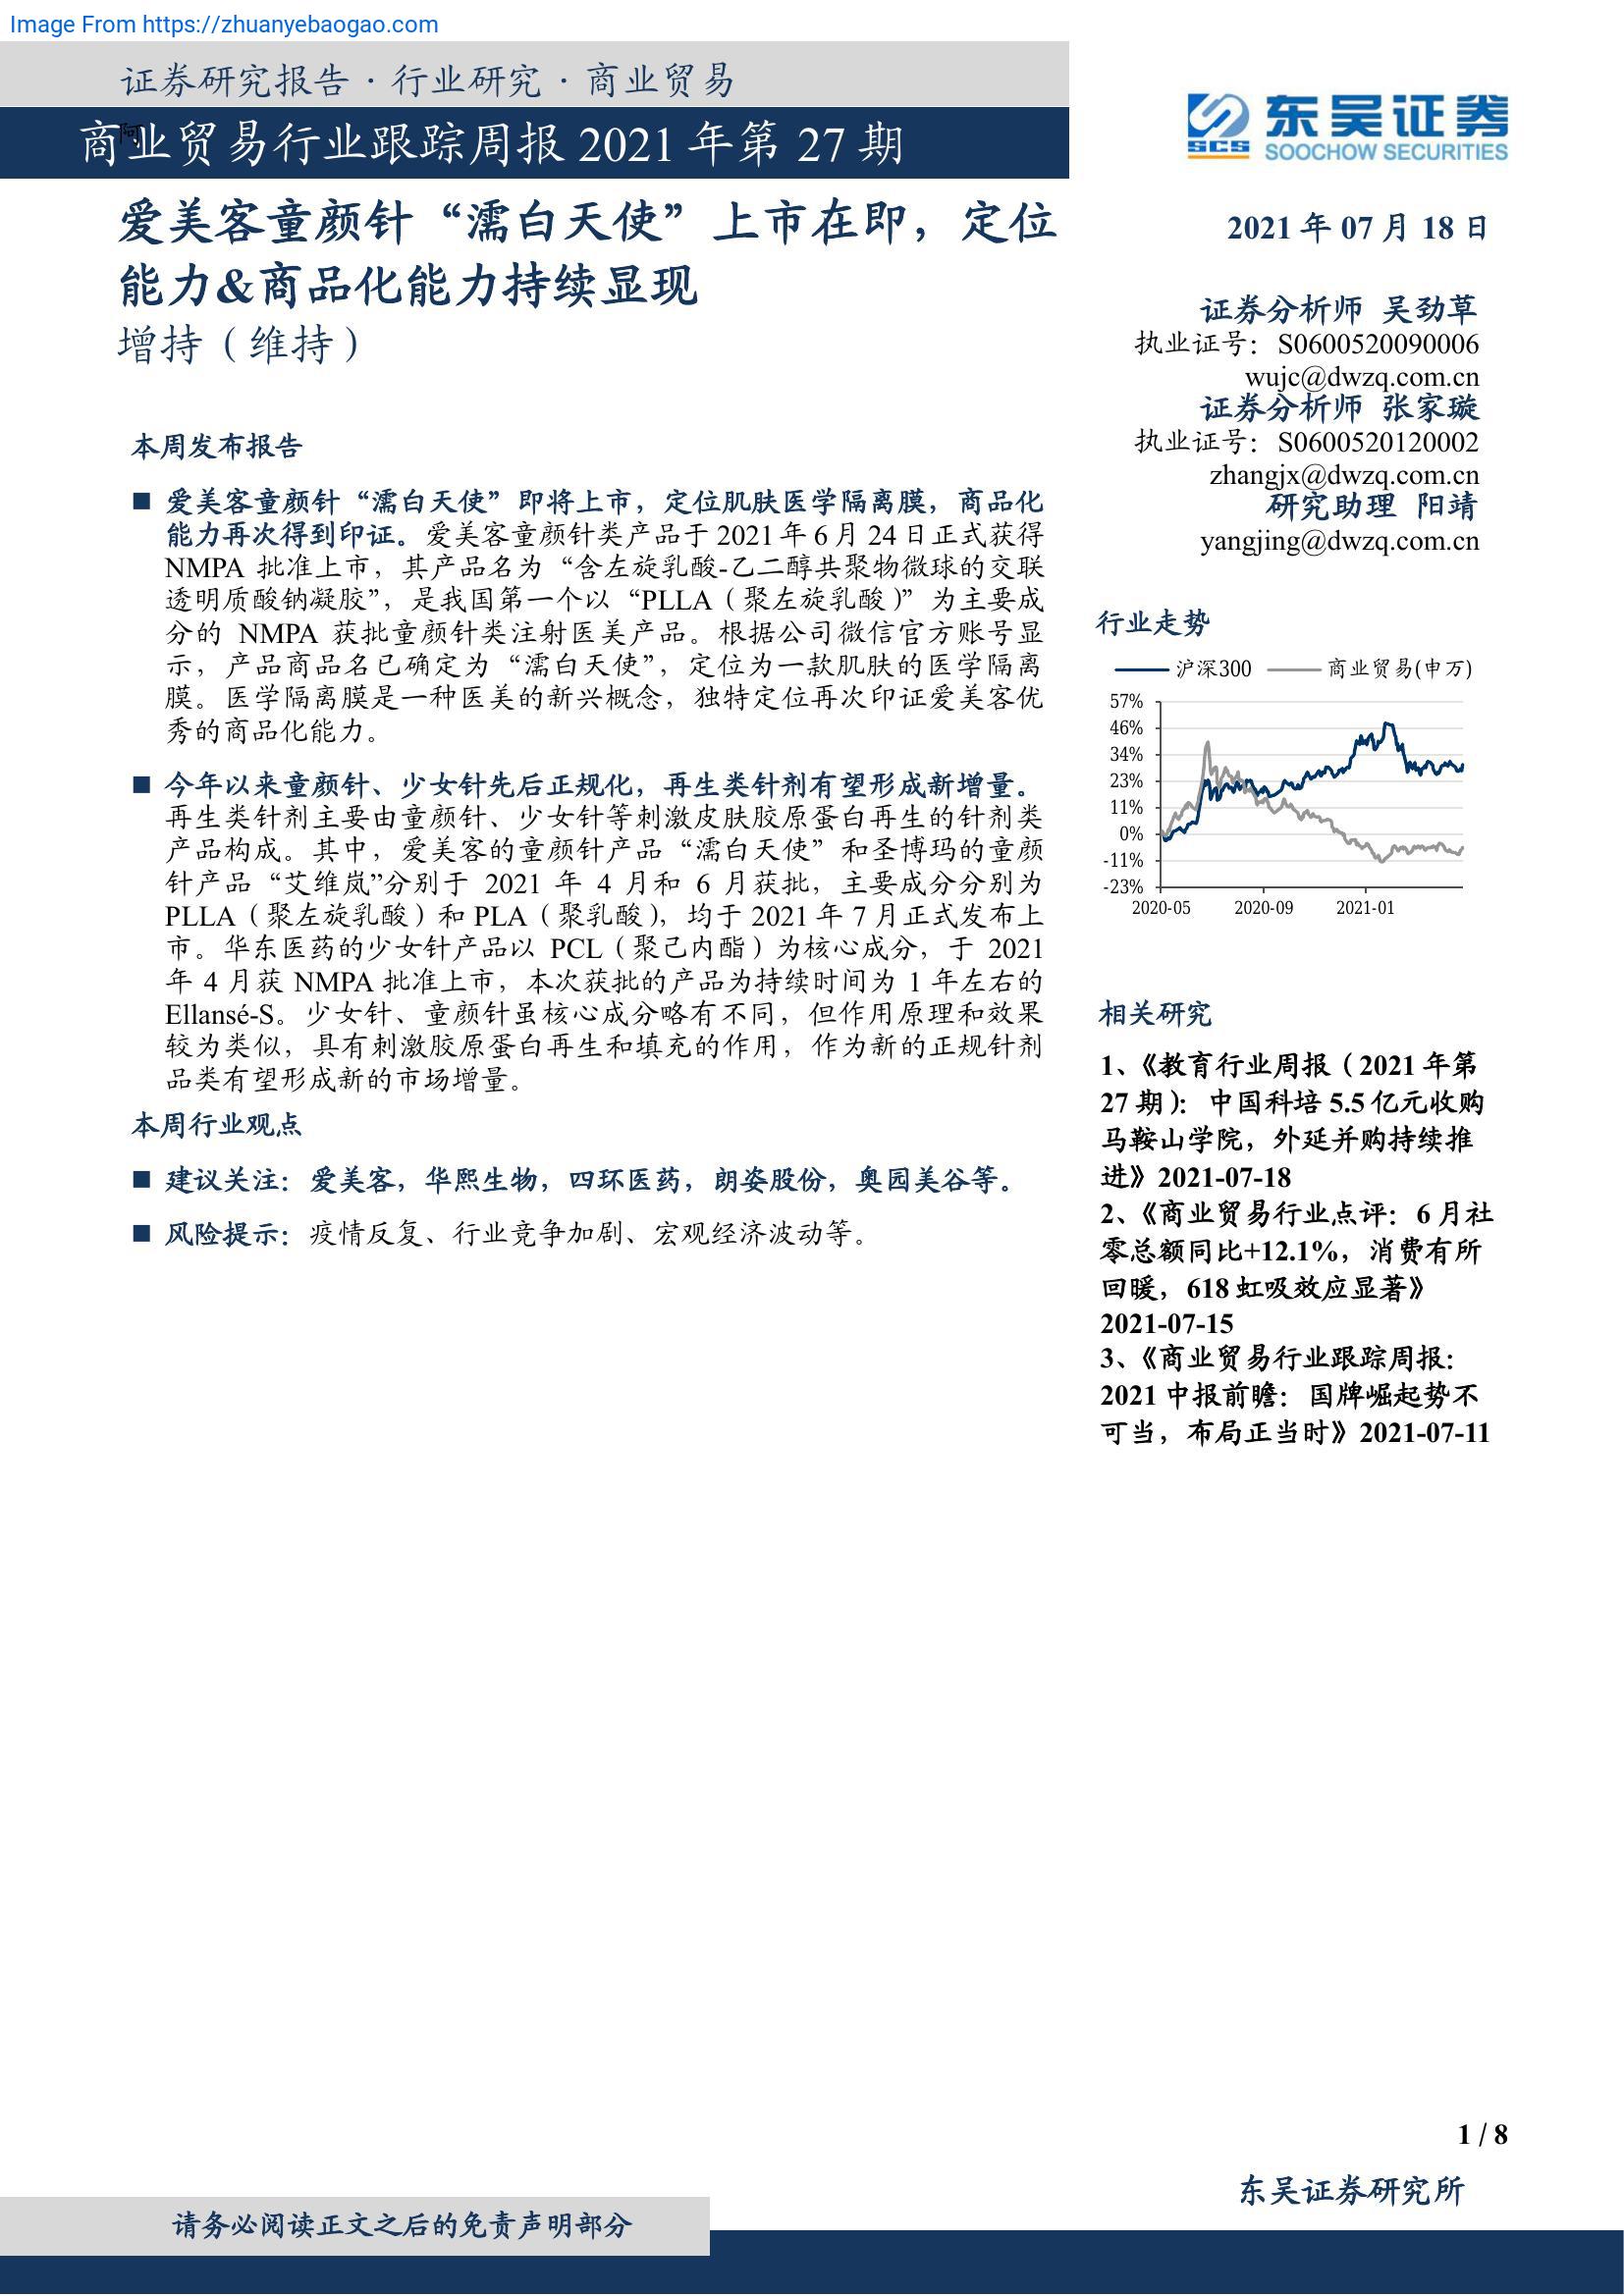 Image From https://zhuanyebaogao.com
证券研究报告·行业研究·商业贸易
阿
商业贸易行业跟踪周报 2021 年第 27 期
爱美客童颜针“濡白天使”上市在即，定位
能力&商品化能力持续显现
增持（维持）
本周发布报告
■ 爱美客童颜针“濡白天使”即将上市，定位肌肤医学隔离膜，商品化
能力再次得到印证。爱美客童颜针类产品于 2021 年 6 月 24 日正式获得
NMPA 批准上市，其产品名为“含左旋乳酸-乙二醇共聚物微球的交联
透明质酸钠凝胶”，是我国第一个以“PLLA（聚左旋乳酸）”为主要成
分的 NMPA 获批童颜针类注射医美产品。根据公司微信官方账号显
示，产品商品名已确定为“濡白天使”，定位为一款肌肤的医学隔离
膜。医学隔离膜是一种医美的新兴概念，独特定位再次印证爱美客优
秀的商品化能力。
■ 今年以来童颜针、少女针先后正规化，再生类针剂有望形成新增量。
再生类针剂主要由童颜针、少女针等刺激皮肤胶原蛋白再生的针剂类
产品构成。其中，爱美客的童颜针产品“濡白天使”和圣博玛的童颜
针产品“艾维岚”分别于 2021 年 4 月和 6 月获批，主要成分分别为
PLLA（聚左旋乳酸）和 PLA（聚乳酸），均于 2021 年 7 月正式发布上
市。华东医药的少女针产品以 PCL（聚己内酯）为核心成分，于 2021
年 4 月获 NMPA 批准上市，本次获批的产品为持续时间为 1 年左右的
Ellansé-S。少女针、童颜针虽核心成分略有不同，但作用原理和效果
较为类似，具有刺激胶原蛋白再生和填充的作用，作为新的正规针剂
品类有望形成新的市场增量。
本周行业观点
■ 建议关注：爱美客，华熙生物，四环医药，朗姿股份，奥园美谷等。
■ 风险提示：疫情反复、行业竞争加剧、宏观经济波动等。
SCS 东吴证券
SOOCHOW SECURITIES
2021 年 07 月 18 日
证券分析师 吴劲草
执业证号：S0600520090006
wujc@dwzq.com.cn
证券分析师 张家璇
执业证号：S0600520120002
zhangjx@dwzq.com.cn
研究助理 阳靖
yangjing@dwzq.com.cn
行业走势
沪深300 商业贸易(申万)
57%
46%
34%
23%
11%
0%
-11%
-23%
2020-05 2020-09 2021-01
相关研究
1、《教育行业周报（2021 年第
27 期）：中国科培 5.5 亿元收购
马鞍山学院，外延并购持续推
进》2021-07-18
2、《商业贸易行业点评：6 月社
零总额同比+12.1%，消费有所
回暖，618 虹吸效应显著》
2021-07-15
3、《商业贸易行业跟踪周报：
2021 中报前瞻：国牌崛起势不
可当，布局正当时》2021-07-11
1 / 8
东吴证券研究所
请务必阅读正文之后的免责声明部分